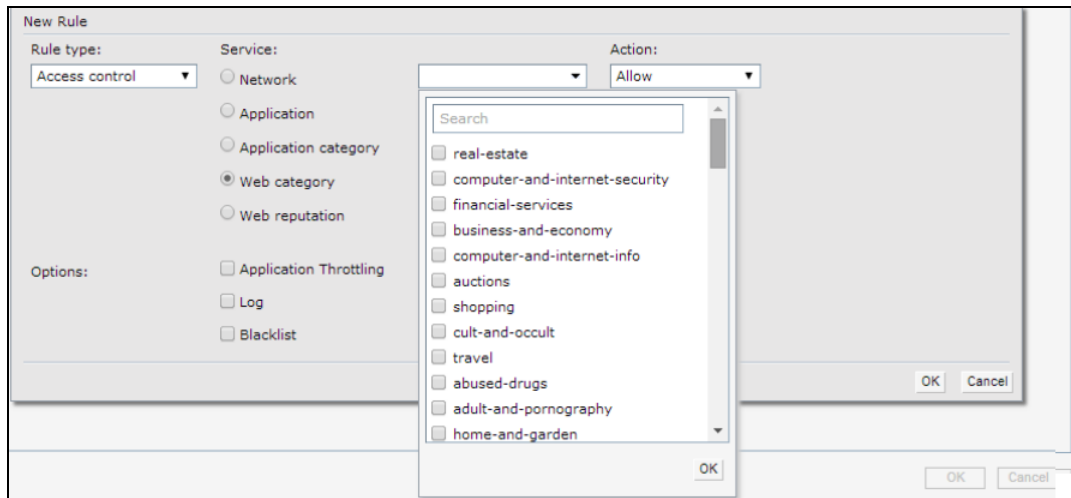 New Rule
Rule type: Service: Action:
Access control Network Allow
Application
Application category
Web category
Web reputation
Options: Application Throttling
Log
Blacklist
Search
real-estate
computer-and-internet-security
financial-services
business-and-economy
computer-and-internet-info
auctions
shopping
cult-and-occult
travel
abused-drugs
adult-and-pornography
home-and-garden
OK
OK Cancel
OK Cancel